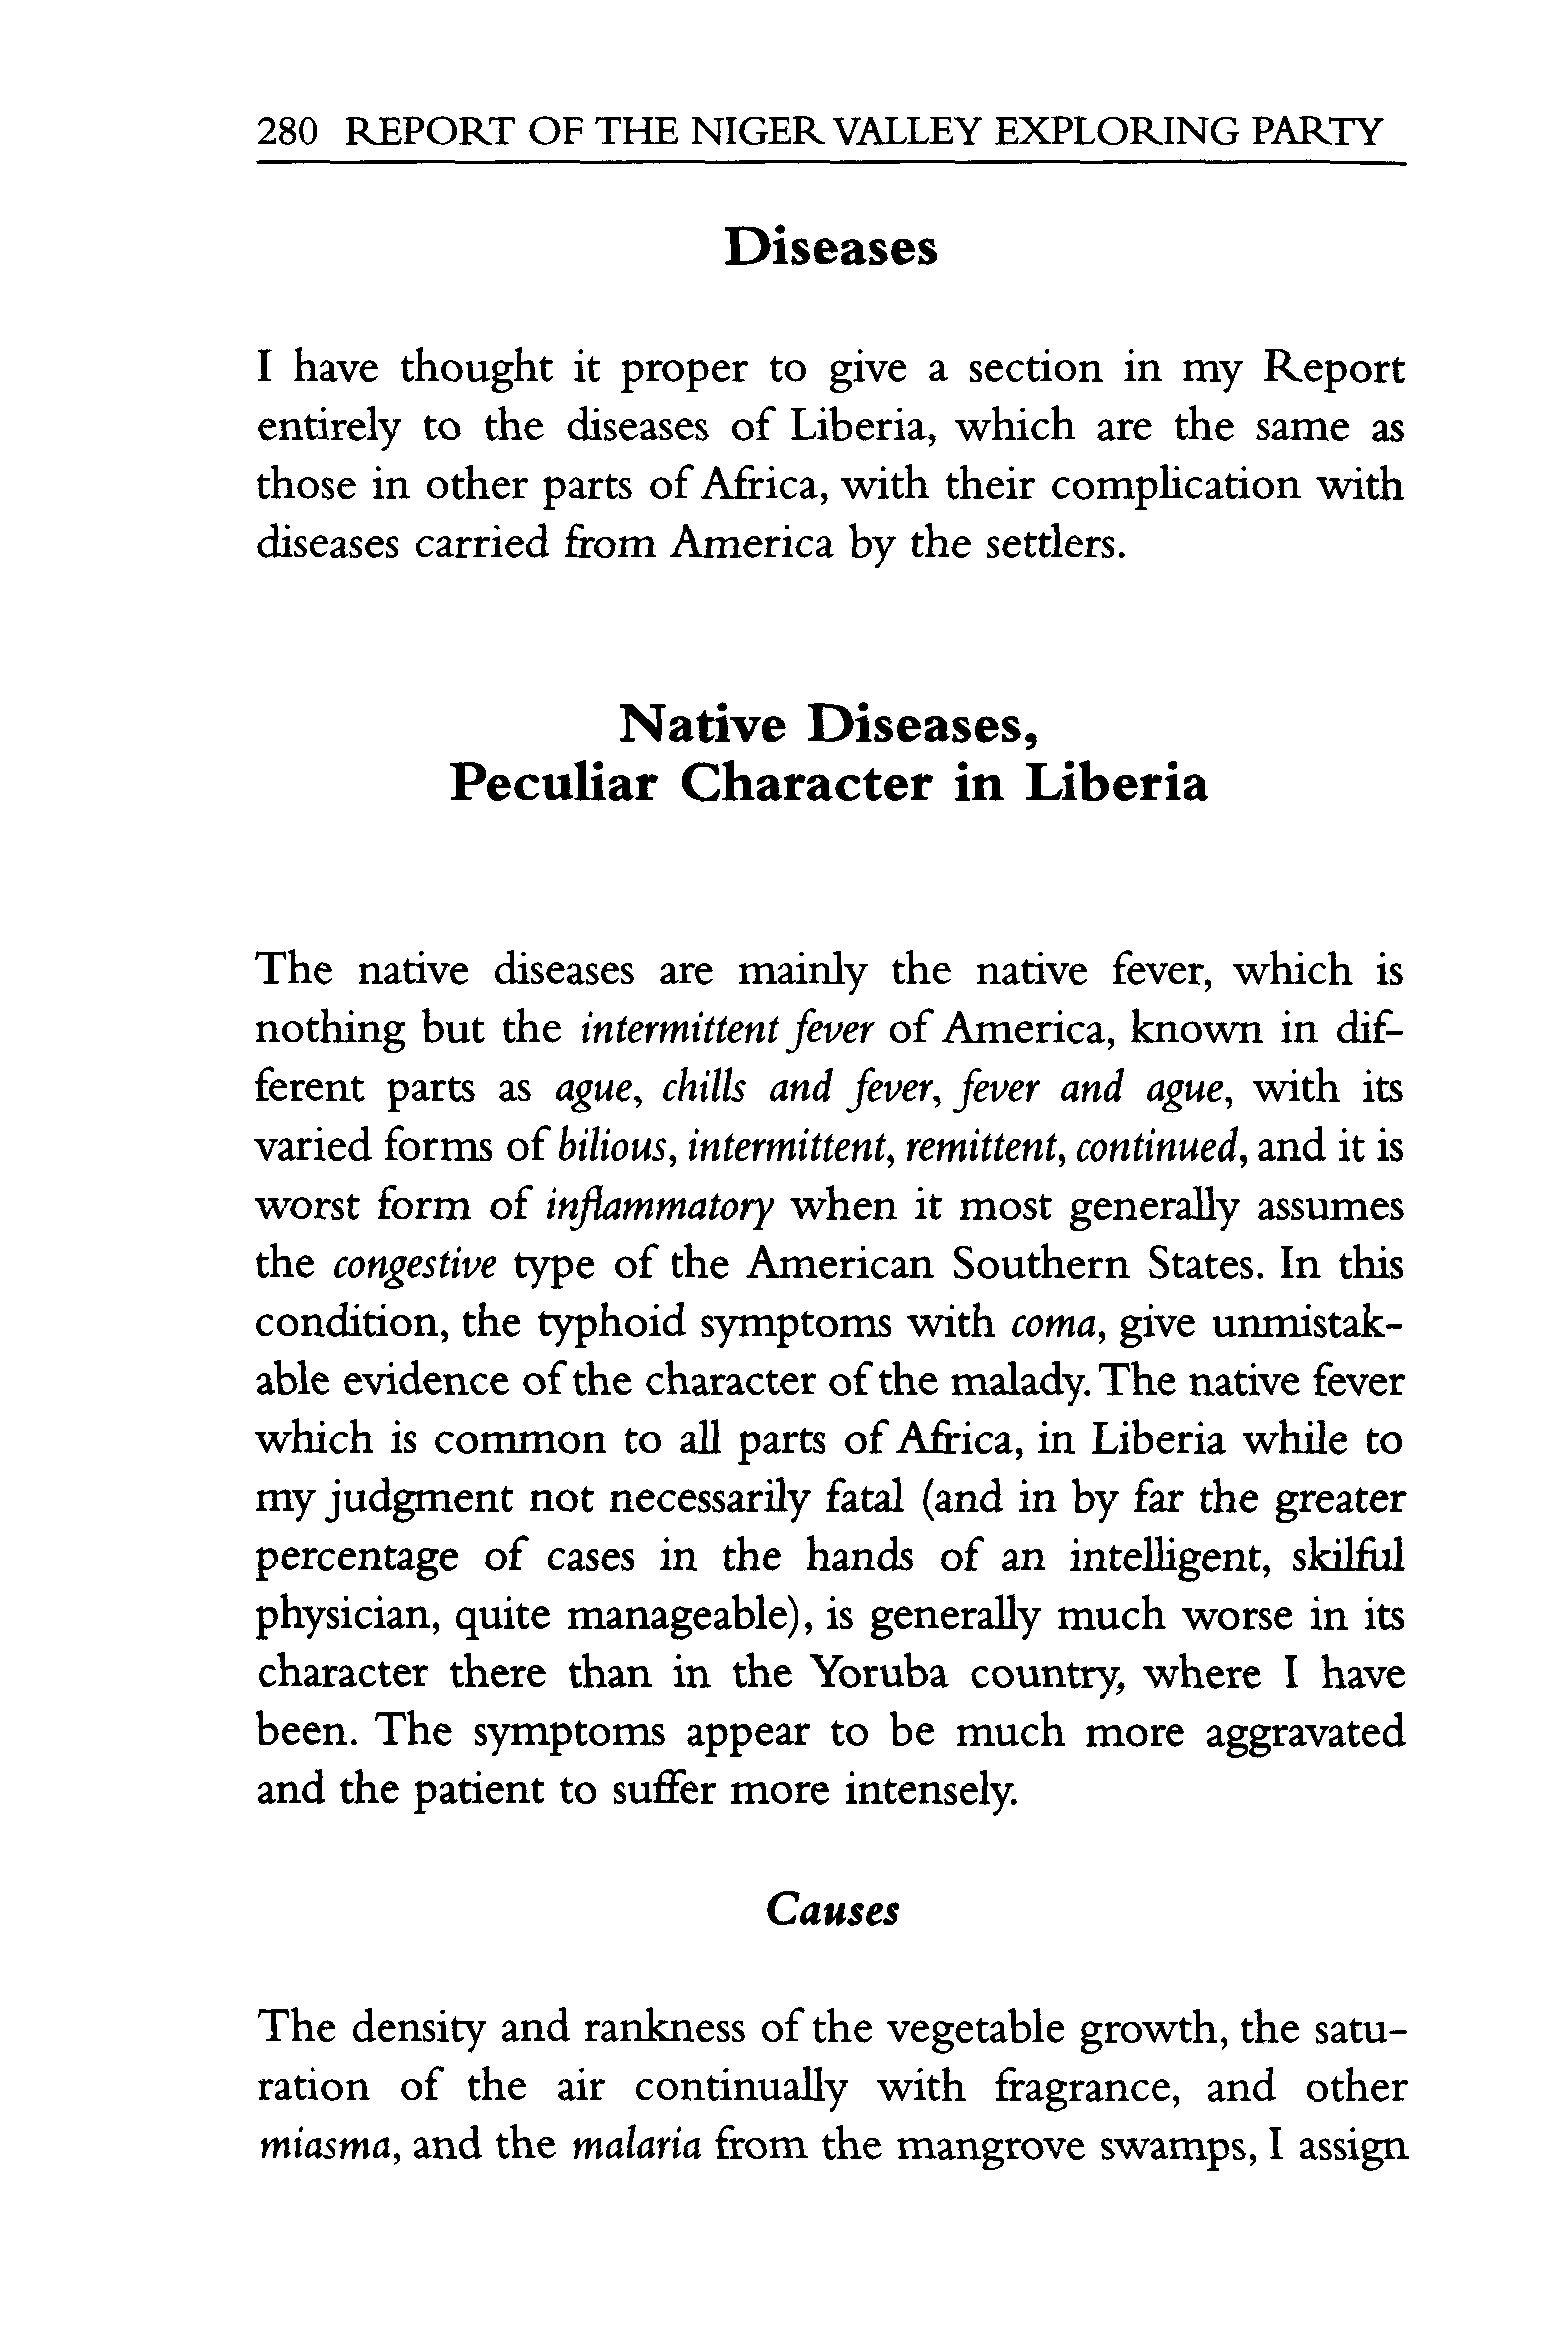 280 REPORT OF THE NIGER VALLEY EXPLORING PARTY
Diseases
I have thought it proper to give a section in my Report
entirely to the diseases of Liberia, which are the same as
those in other parts of Africa, with their complication with
diseases carried from America by the settlers.
Native Diseases,
Peculiar Character in Liberia
The native diseases are mainly the native fever, which is
nothing but the intermittent fever of America, known in dif-
ferent parts as ague, chills and fever, fever and ague, with its
varied forms of bilious, intermittent, remittent, continued, and it is
worst form of inflammatory when it most generally assumes
the congestive type of the American Southern States. In this
condition, the typhoid symptoms with coma, give unmistak-
able evidence of the character of the malady. The native fever
which is common to all parts of Africa, in Liberia while to
my judgment not necessarily fatal (and in by far the greater
percentage of cases in the hands of an intelligent, skilful
physician, quite manageable), is generally much worse in its
character there than in the Yoruba country, where I have
been. The symptoms appear to be much more aggravated
and the patient to suffer more intensely.
Causes
The density and rankness of the vegetable growth, the satu-
ration of the air continually with fragrance, and other
miasma, and the malaria from the mangrove swamps, I assign